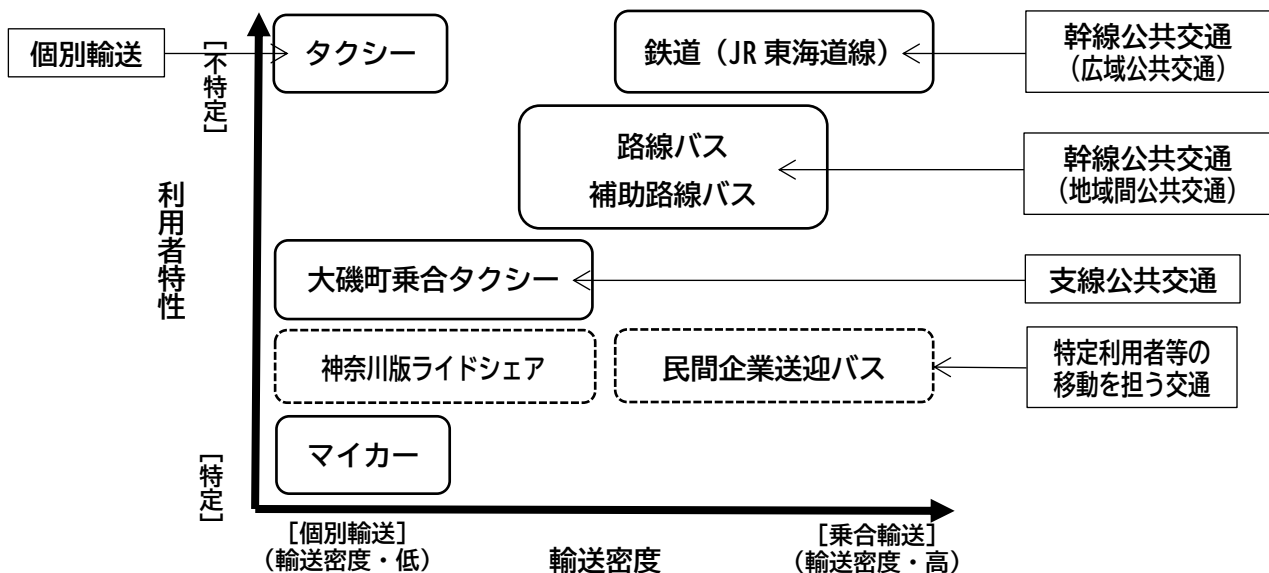 個別輸送
[不特定]
タクシー
鉄道（JR 東海道線）
幹線公共交通
（広域公共交通）
路線バス
補助路線バス
幹線公共交通
（地域間公共交通）
利用者特性
大磯町乗合タクシー
支線公共交通
神奈川版ライドシェア
民間企業送迎バス
特定利用者等の
移動を担う交通
マイカー
[特定]
[個別輸送]
（輸送密度・低）
輸送密度
[乗合輸送]
（輸送密度・高）